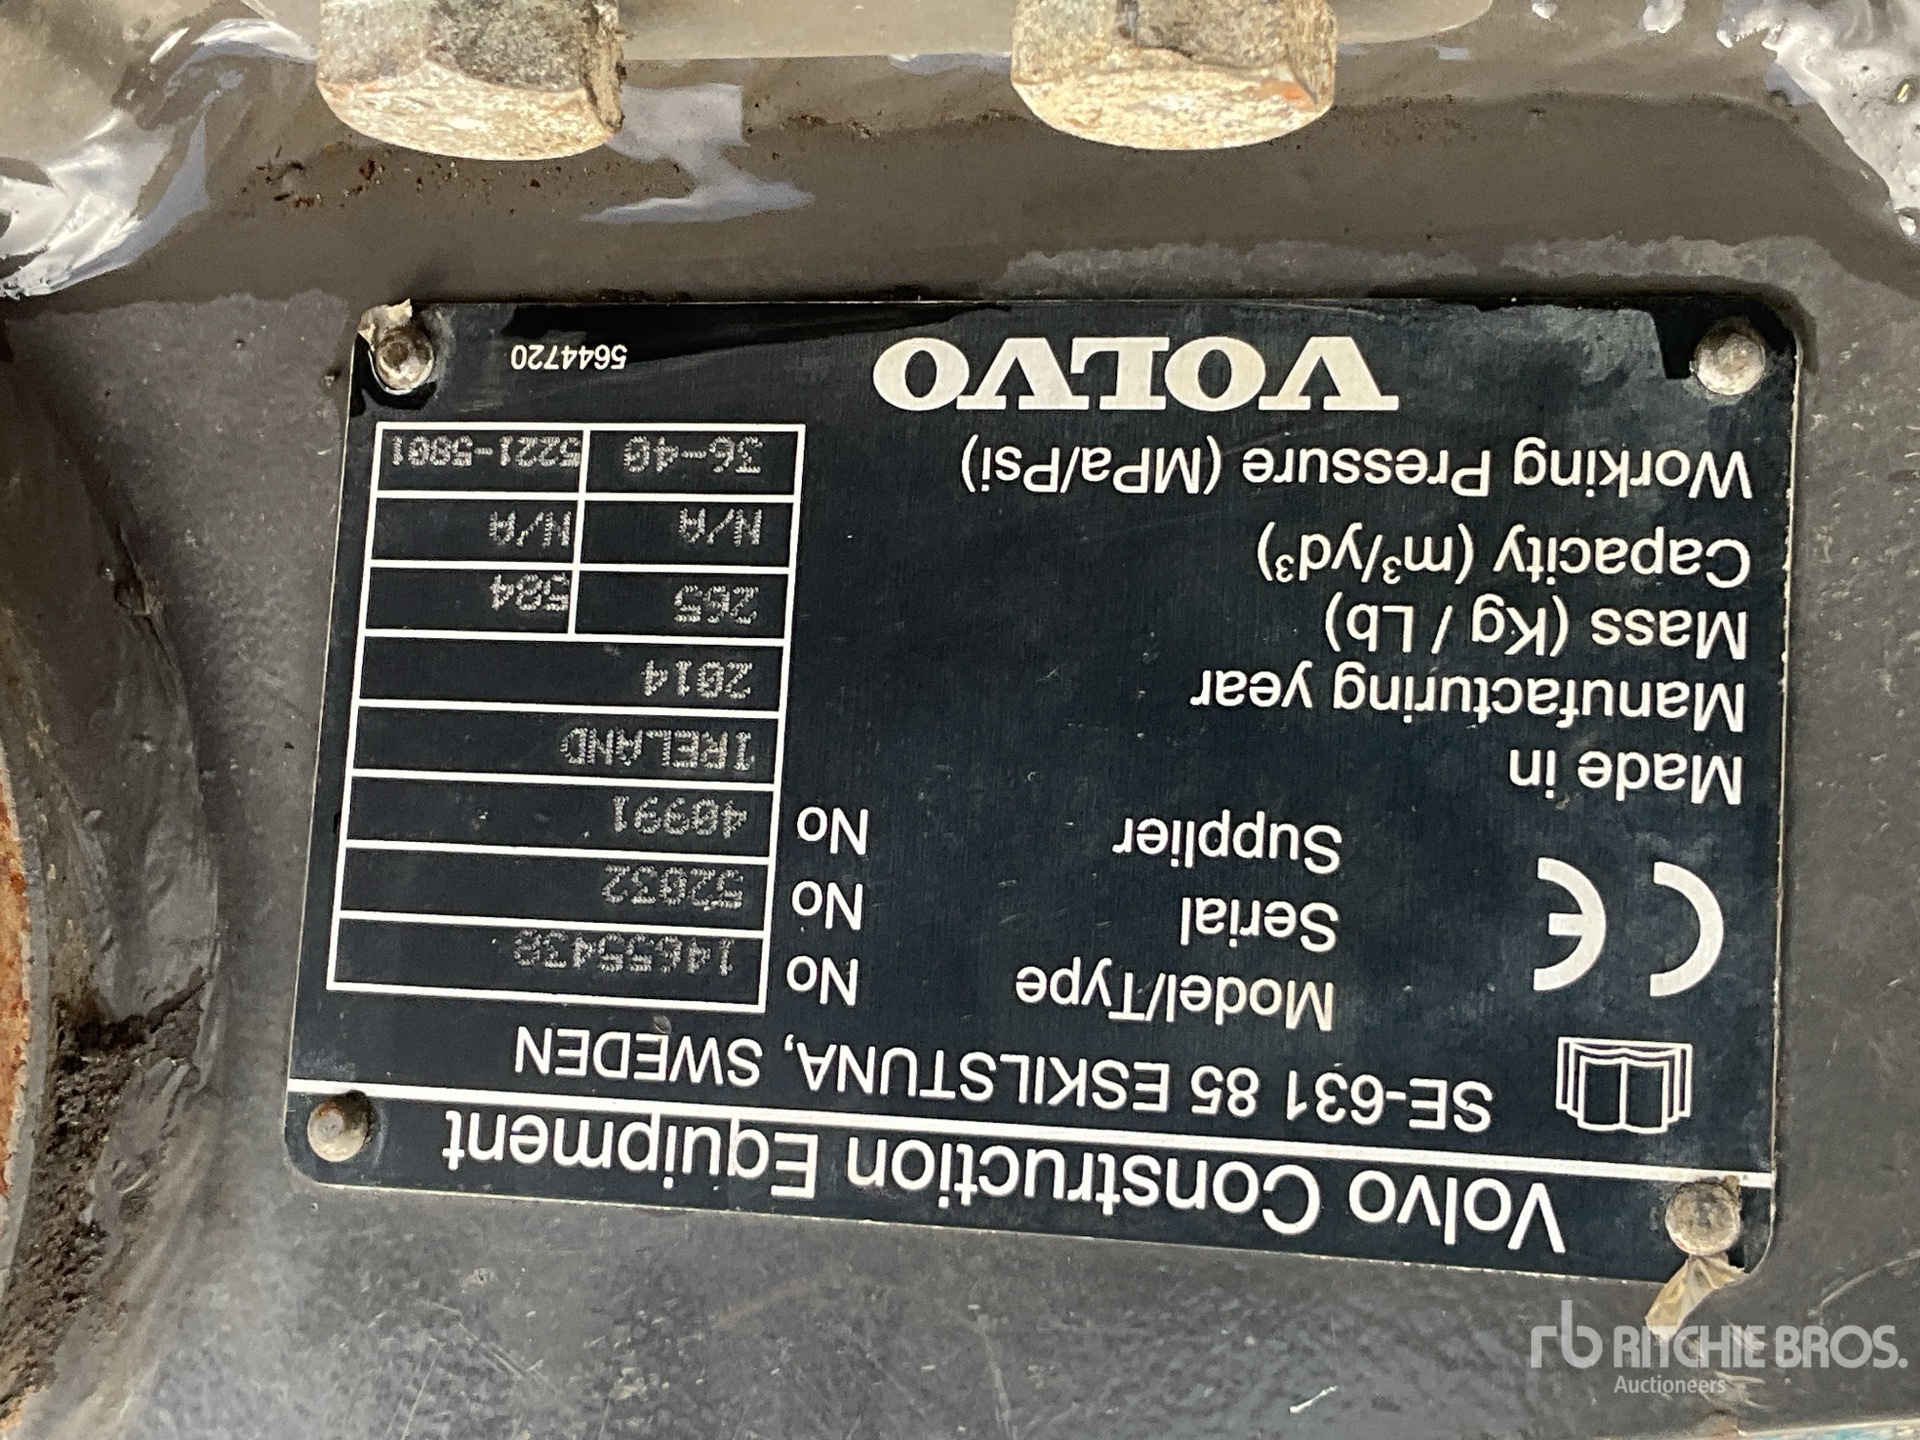 Volvo Construction Equipment
SE-631 85 ESKILSTUNA, SWEDEN
Model/Type No 14655438
Serial No 52032
Supplier No 40991
Made in IRELAND
Manufacturing year 2014
Mass (Kg / Lb) 265 584
Capacity (m³/yd³) N/A N/A
Working Pressure (MPa/Psi) 36-40 5221-5801
VOLVO 5644720
CE
rb RITCHIE BROS.
Auctioneers